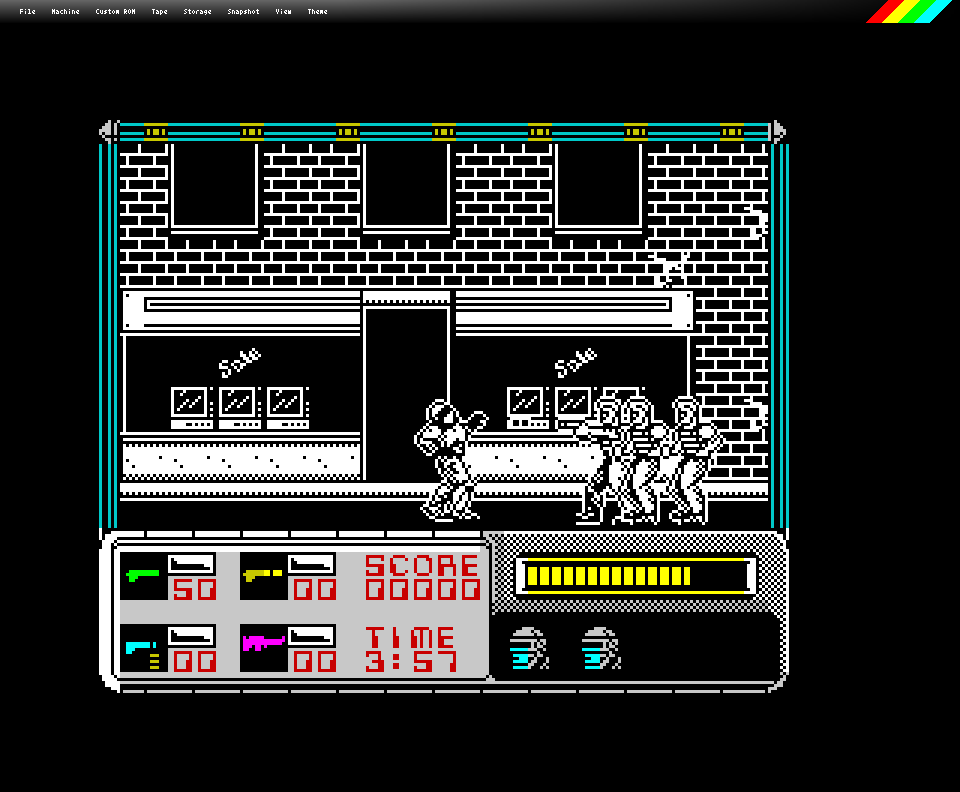 File Machine Custom ROM Tape Storage Snapshot View Theme
Sale Sale
50 00 SCORE
00000
00 00 TIME
3:57